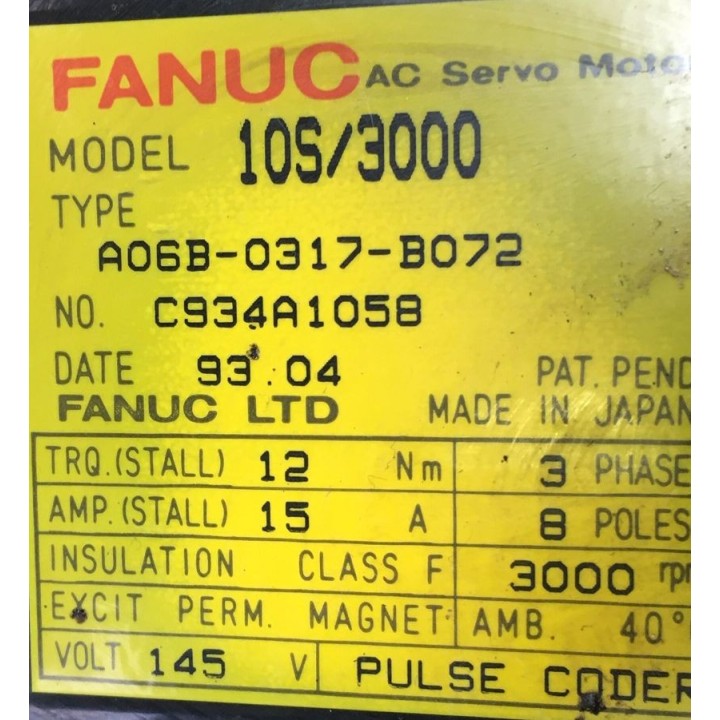 FANUC AC Servo Motor
MODEL 10S/3000
TYPE
A06B-0317-B072
NO. C934A1058
DATE 93.04 PAT. PEND
FANUC LTD MADE IN JAPAN
TRQ.(STALL) 12 Nm 3 PHASE
AMP.(STALL) 15 A 8 POLES
INSULATION CLASS F 3000 rpm
EXCIT PERM. MAGNET AMB. 40°
VOLT 145 V PULSE CODER